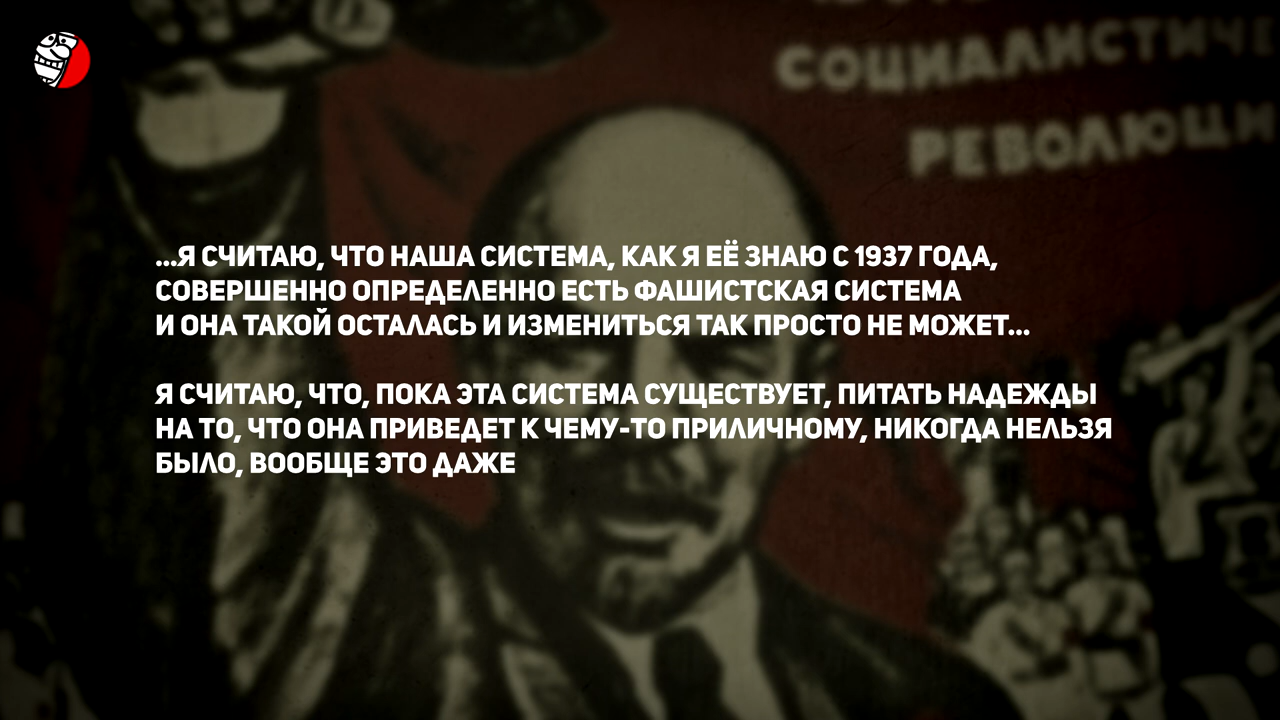 СОЦИАЛИСТИЧЕ
РЕВОЛЮЦИ
...Я СЧИТАЮ, ЧТО НАША СИСТЕМА, КАК Я ЕЁ ЗНАЮ С 1937 ГОДА,
СОВЕРШЕННО ОПРЕДЕЛЕННО ЕСТЬ ФАШИСТСКАЯ СИСТЕМА
И ОНА ТАКОЙ ОСТАЛАСЬ И ИЗМЕНИТЬСЯ ТАК ПРОСТО НЕ МОЖЕТ...
Я СЧИТАЮ, ЧТО, ПОКА ЭТА СИСТЕМА СУЩЕСТВУЕТ, ПИТАТЬ НАДЕЖДЫ
НА ТО, ЧТО ОНА ПРИВЕДЕТ К ЧЕМУ-ТО ПРИЛИЧНОМУ, НИКОГДА НЕЛЬЗЯ
БЫЛО, ВООБЩЕ ЭТО ДАЖЕ